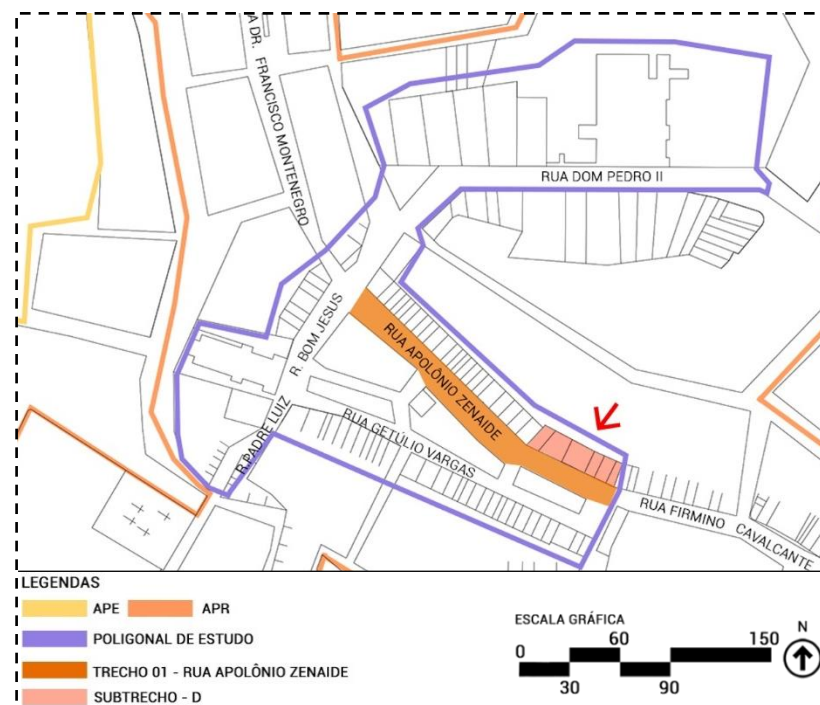 RUA DR. FRANCISCO MONTENEGRO
RUA DOM PEDRO II
R. BOM JESUS
RUA APOLÔNIO ZENAIDE
R.PADRE LUIZ
RUA GETÚLIO VARGAS
RUA FIRMINO CAVALCANTE
LEGENDAS
APE APR
POLIGONAL DE ESTUDO
TRECHO 01 - RUA APOLÔNIO ZENAIDE
SUBTRECHO - D
ESCALA GRÁFICA
0 60 150
30 90
N